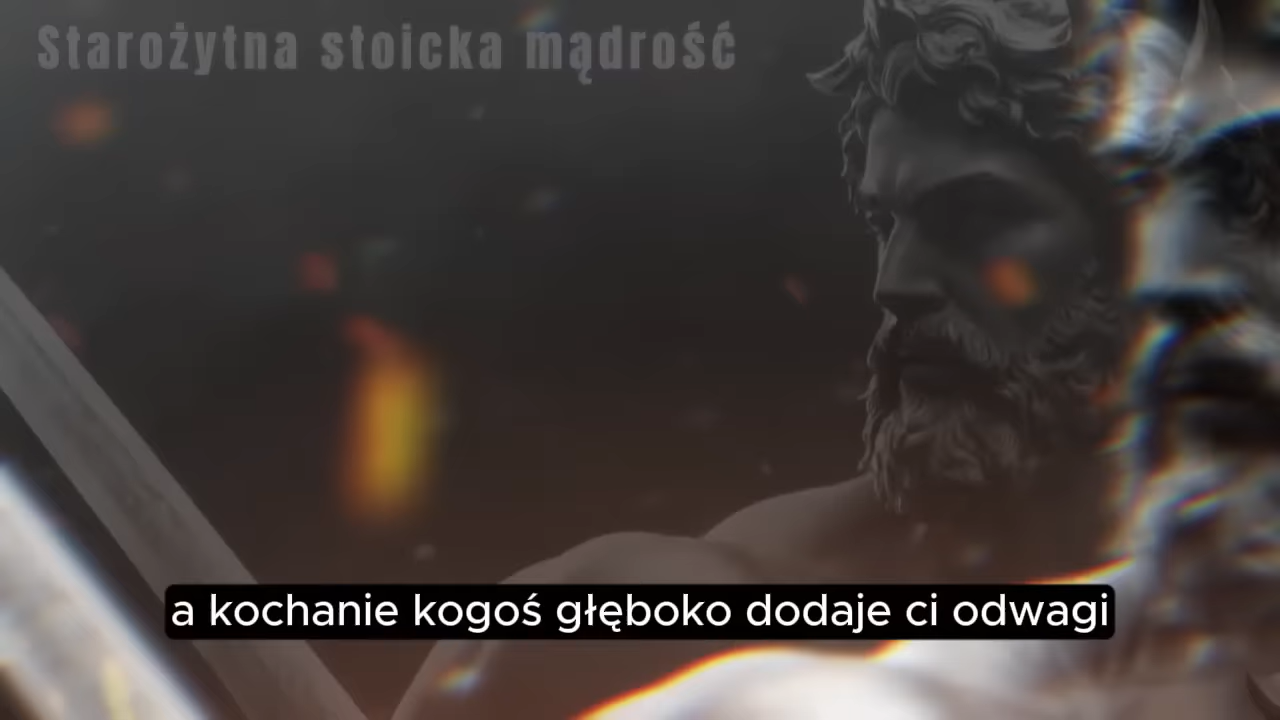 Starożytna stoicka mądrość
a kochanie kogoś głęboko dodaje ci odwagi